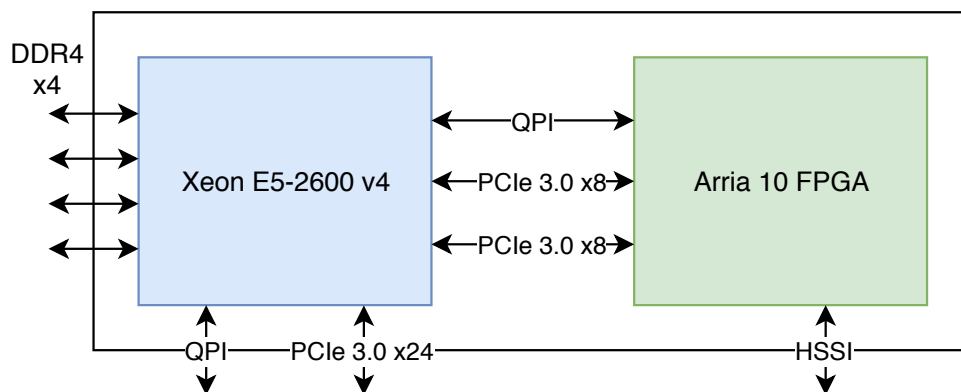 DDR4
x4
QPI
Xeon E5-2600 v4
PCIe 3.0 x8
Arria 10 FPGA
PCIe 3.0 x8
QPI
PCIe 3.0 x24
HSSI